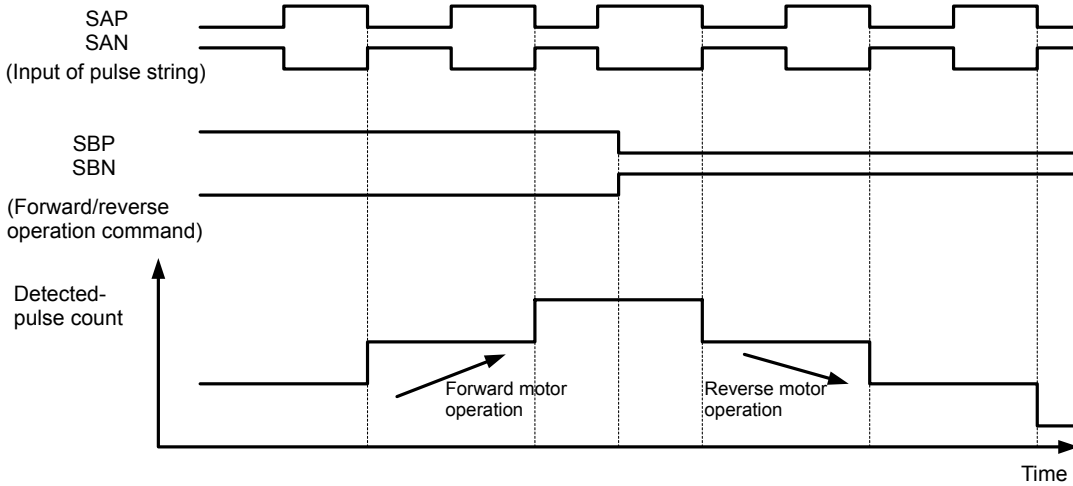 SAP
SAN
(Input of pulse string)
SBP
SBN
(Forward/reverse
operation command)
Detected-
pulse count
Forward motor
operation
Reverse motor
operation
Time